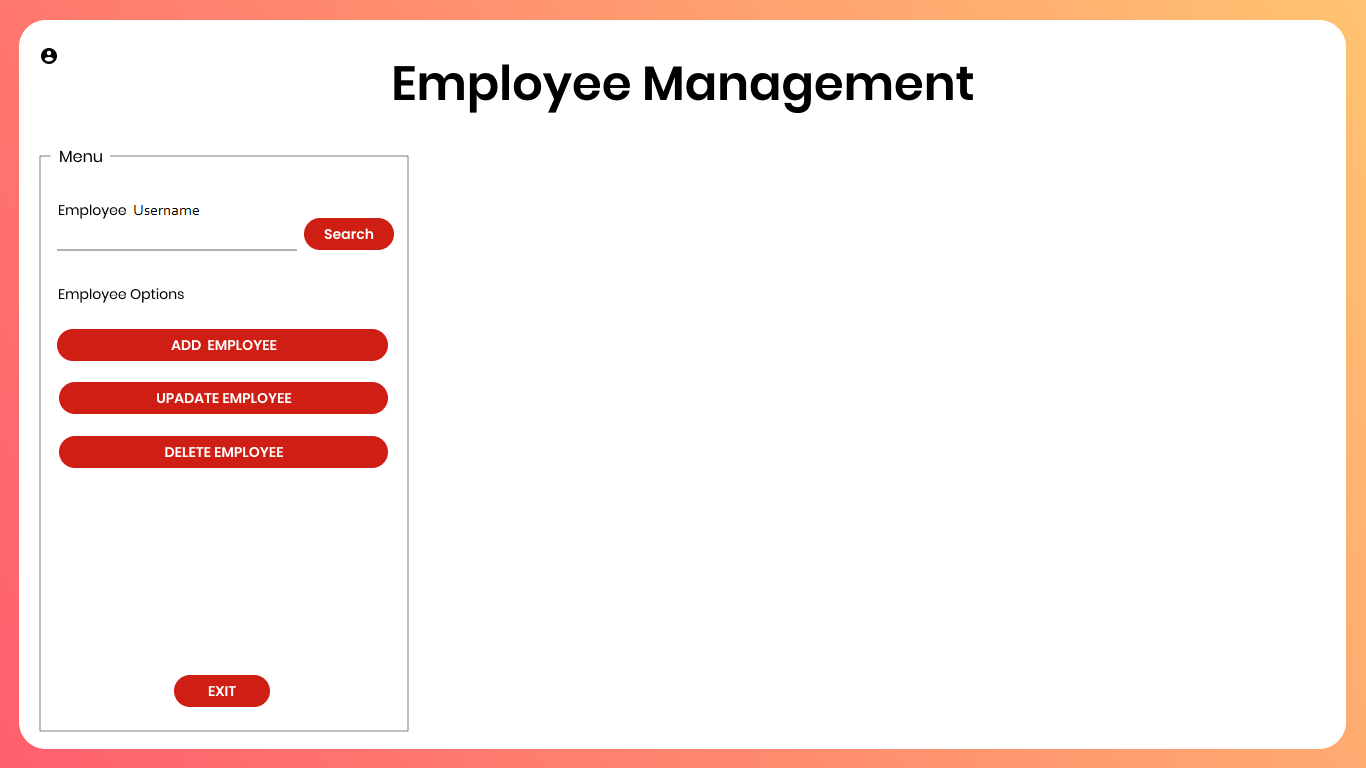 Employee Management
Menu
Employee Username
Search
Employee Options
ADD EMPLOYEE
UPADATE EMPLOYEE
DELETE EMPLOYEE
EXIT